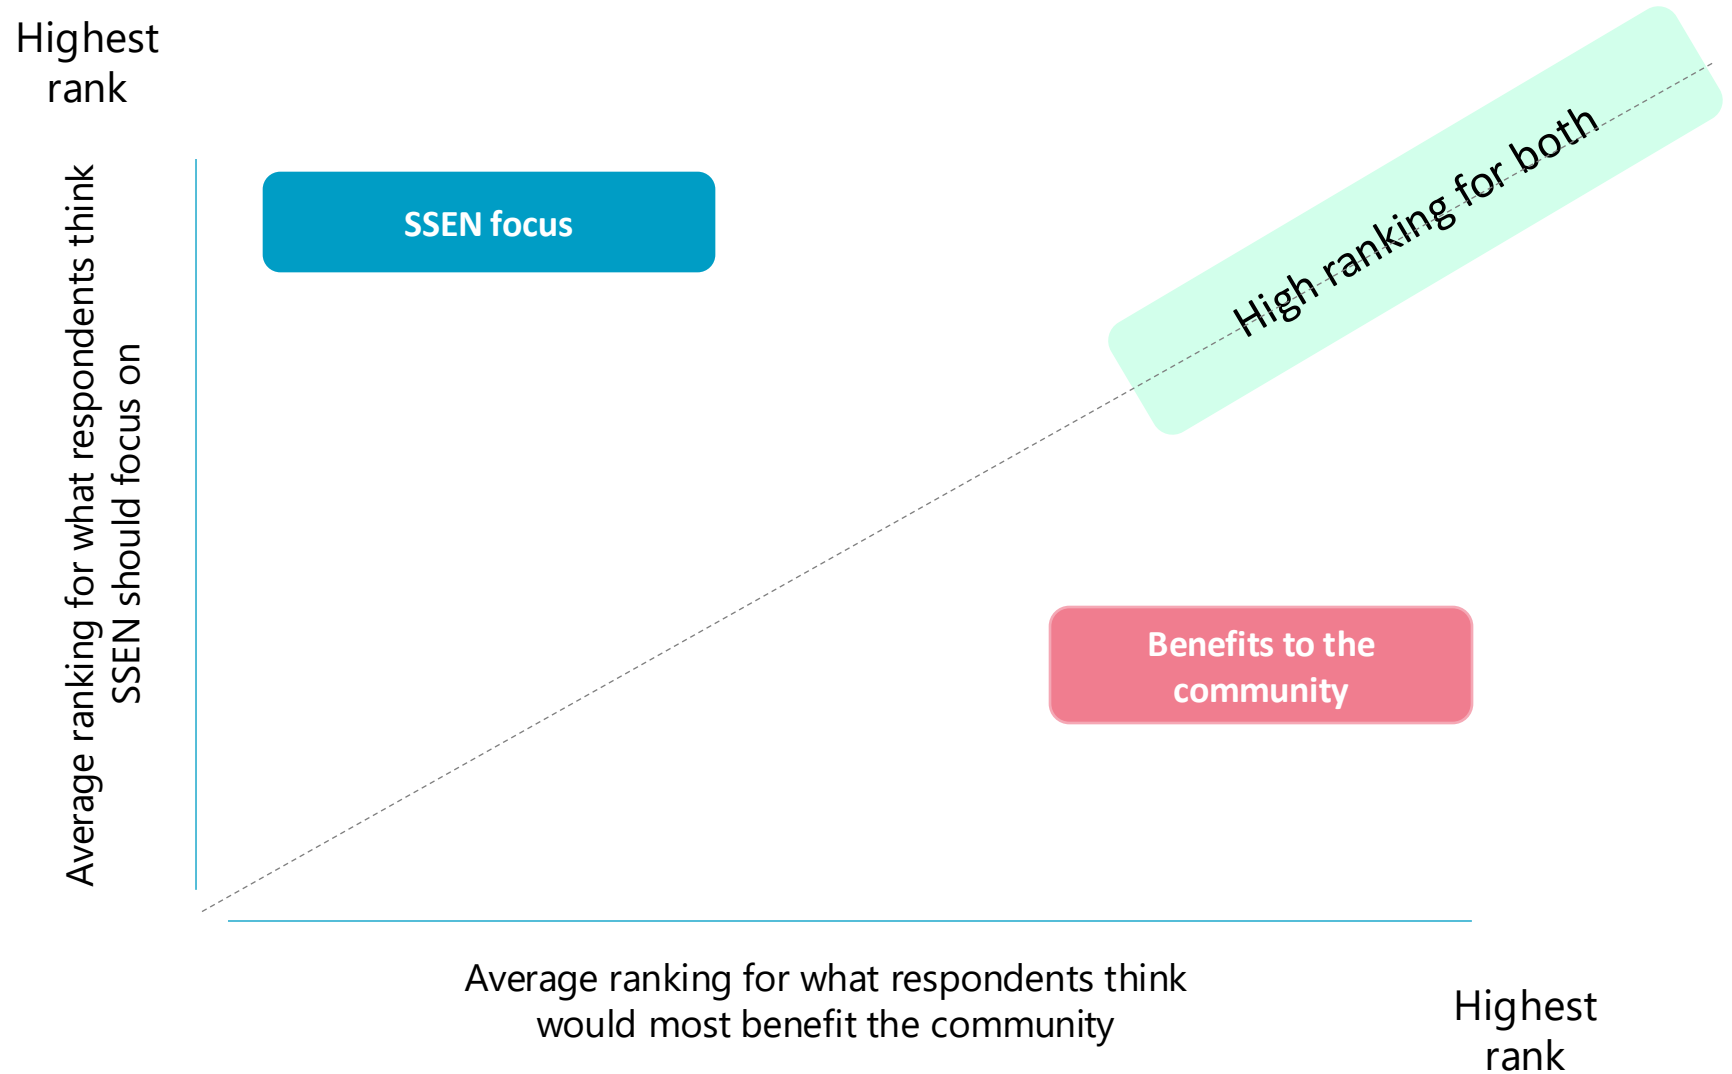 Highest
rank
Average ranking for what respondents think
SSEN should focus on
SSEN focus
High ranking for both
Benefits to the
community
Average ranking for what respondents think
would most benefit the community
Highest
rank